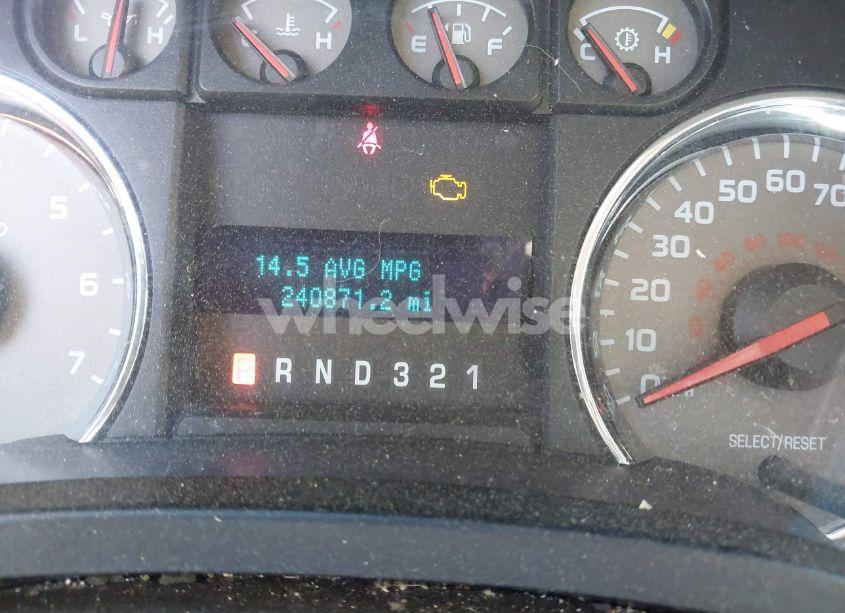 L H
C H
E F
C H
5
6
7
14.5 AVG MPG
240871.2 mi
P R N D 3 2 1
0
10
20
30
40
50
60
70
SELECT/RESET
wheelwise